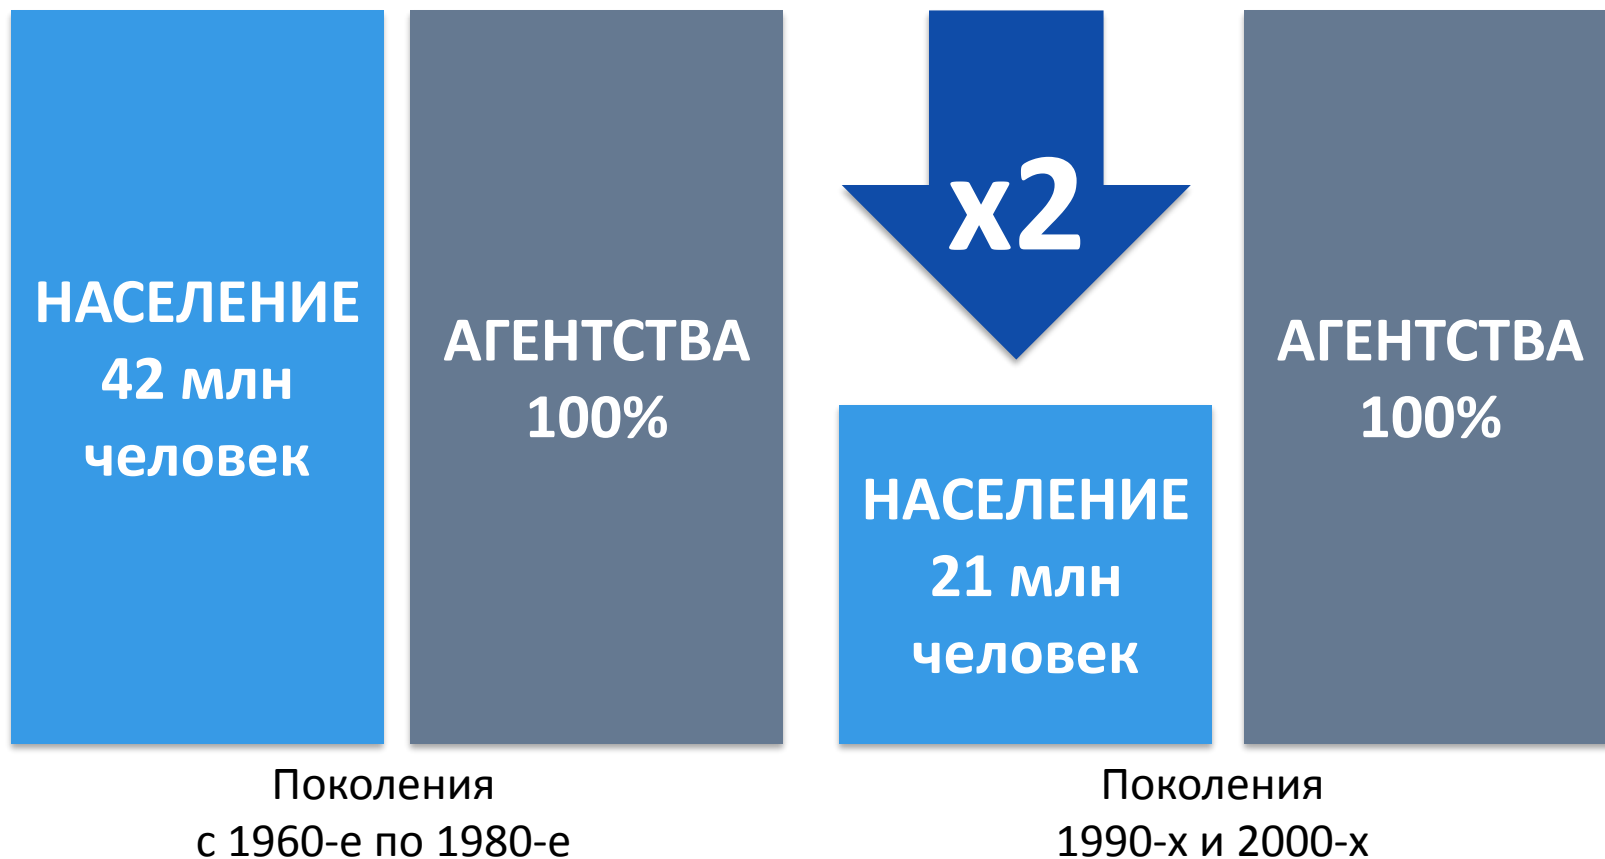 НАСЕЛЕНИЕ
42 млн
человек
АГЕНТСТВА
100%
x2
НАСЕЛЕНИЕ
21 млн
человек
АГЕНТСТВА
100%
Поколения
с 1960-е по 1980-е
Поколения
1990-х и 2000-х